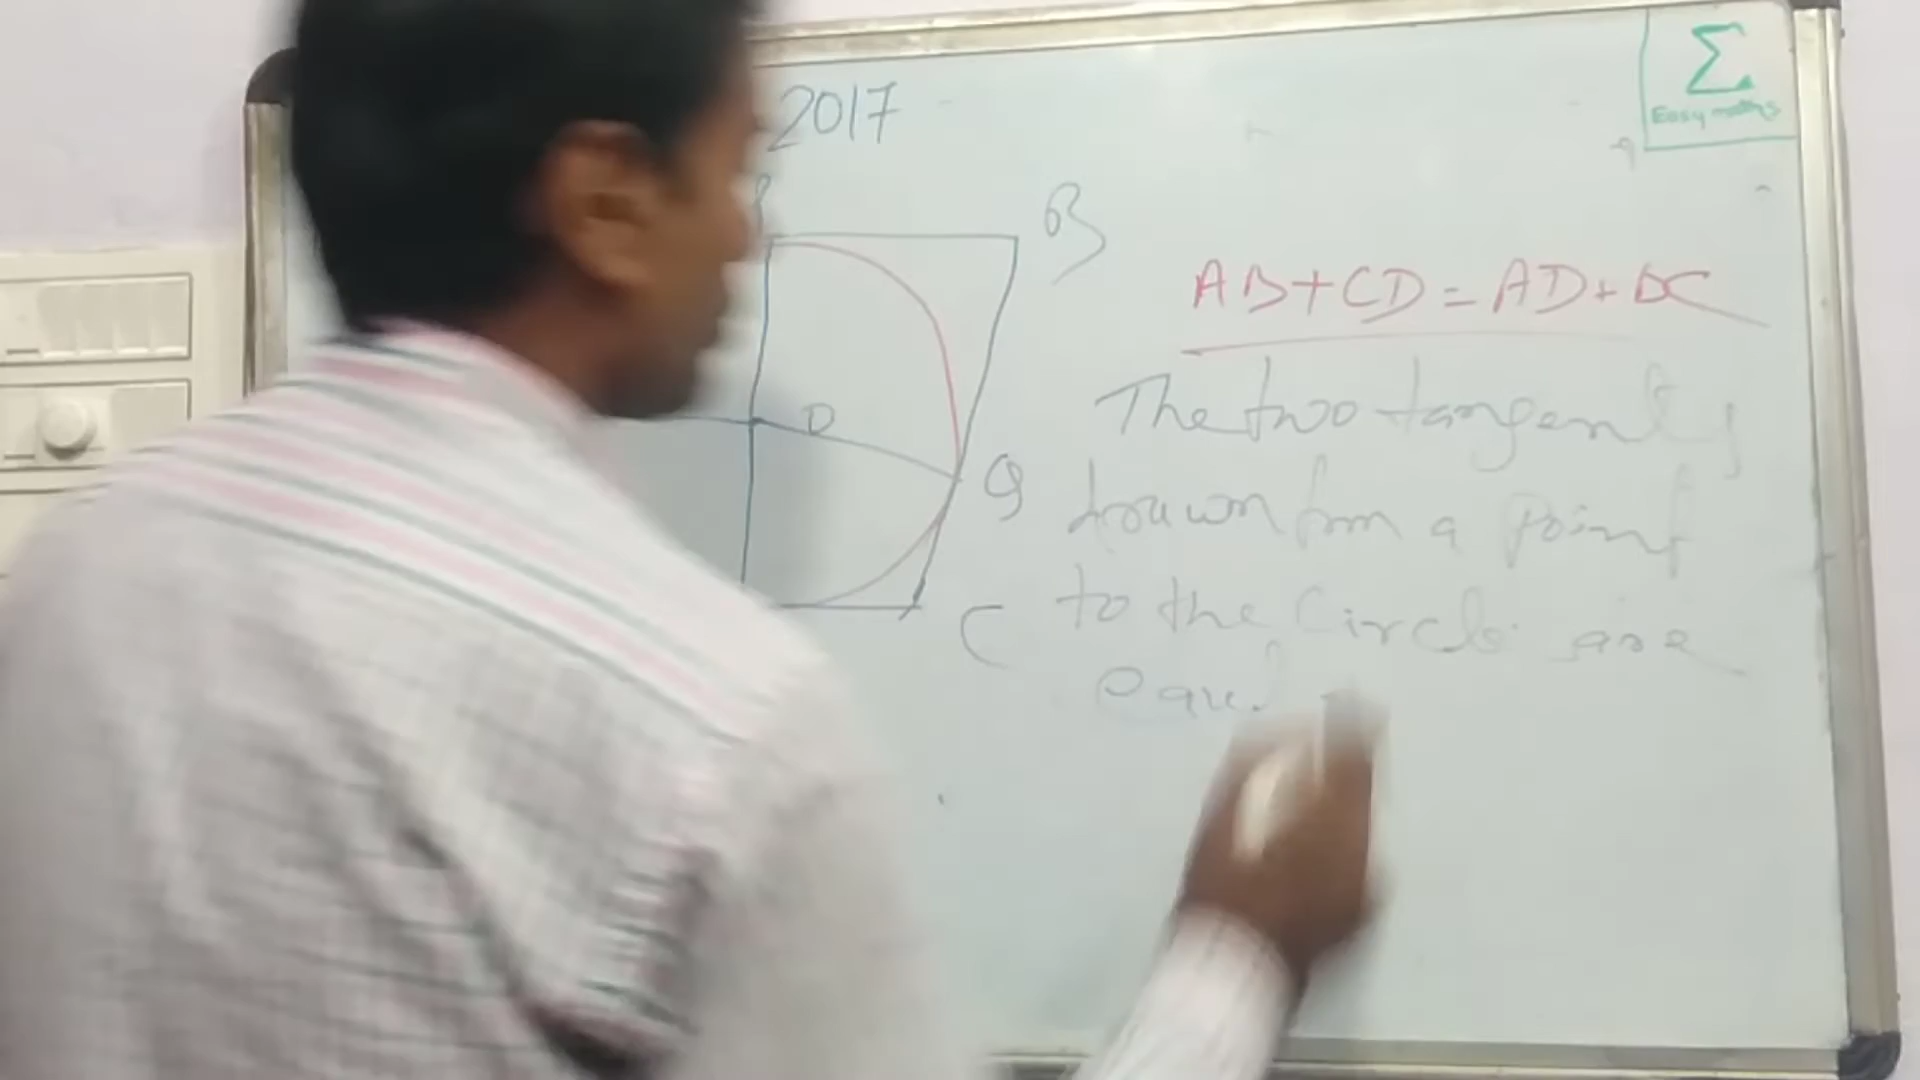 2017
Σ
Easy maths
B
AB+CD=AD+BC
The two tangents
O
Q
drawn from a point
C
to the circle are
equal